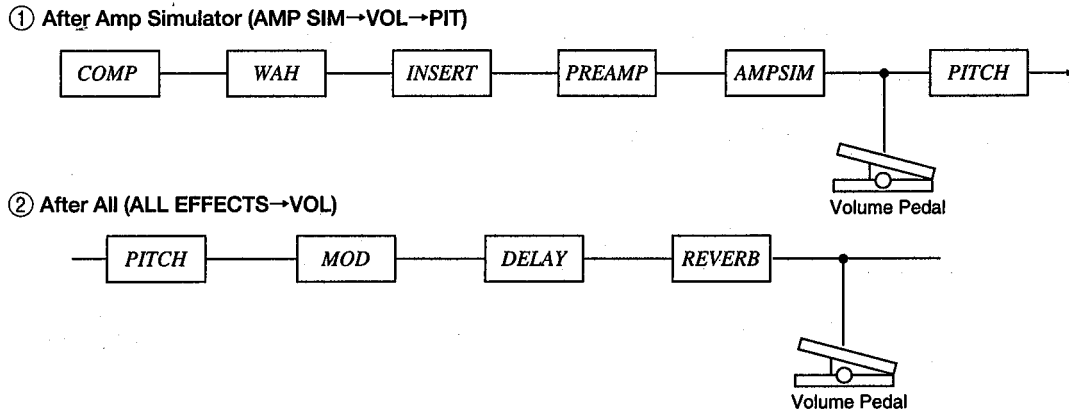 ① After Amp Simulator (AMP SIM→VOL→PIT)
COMP WAH INSERT PREAMP AMPSIM PITCH
Volume Pedal
② After All (ALL EFFECTS→VOL)
PITCH MOD DELAY REVERB
Volume Pedal